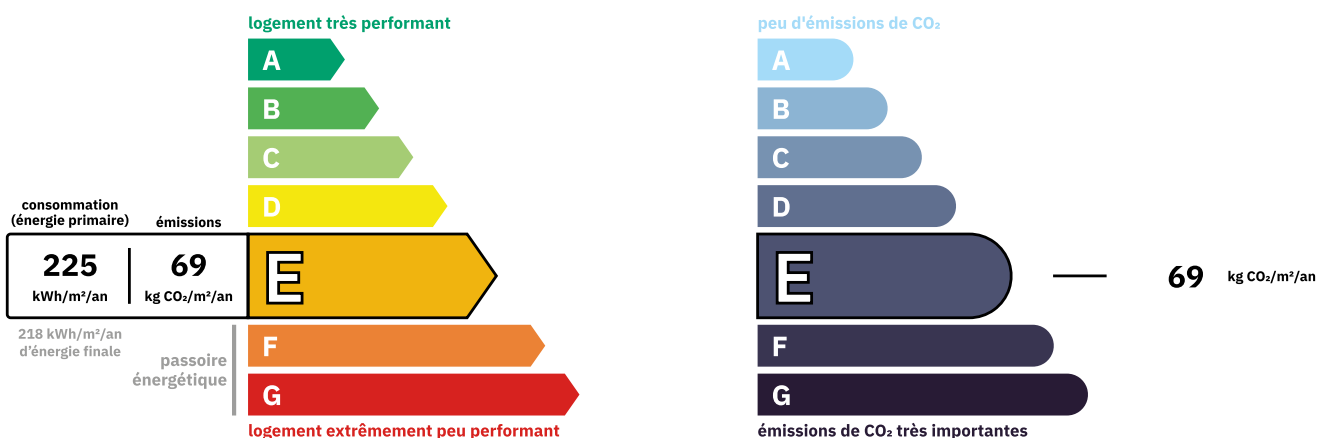 logement très performant
A
B
C
D
consommation
(énergie primaire)
émissions
225
kWh/m²/an
69
kg CO₂/m²/an
E
218 kWh/m²/an
d'énergie finale
passoire
énergétique
F
G
logement extrêmement peu performant
peu d'émissions de CO₂
A
B
C
D
E
69 kg CO₂/m²/an
F
G
émissions de CO₂ très importantes